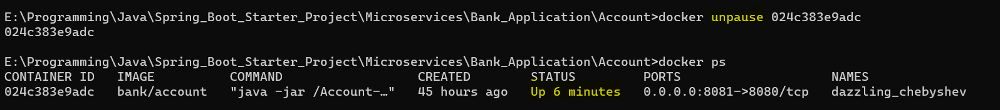 E:\Programming\Java\Spring_Boot_Starter_Project\Microservices\Bank_Application\Account>docker unpause 024c383e9adc
024c383e9adc
E:\Programming\Java\Spring_Boot_Starter_Project\Microservices\Bank_Application\Account>docker ps
CONTAINER ID   IMAGE          COMMAND                  CREATED        STATUS         PORTS                    NAMES
024c383e9adc   bank/account   "java -jar /Account-…"   45 hours ago   Up 6 minutes   0.0.0.0:8081->8080/tcp   dazzling_chebyshev